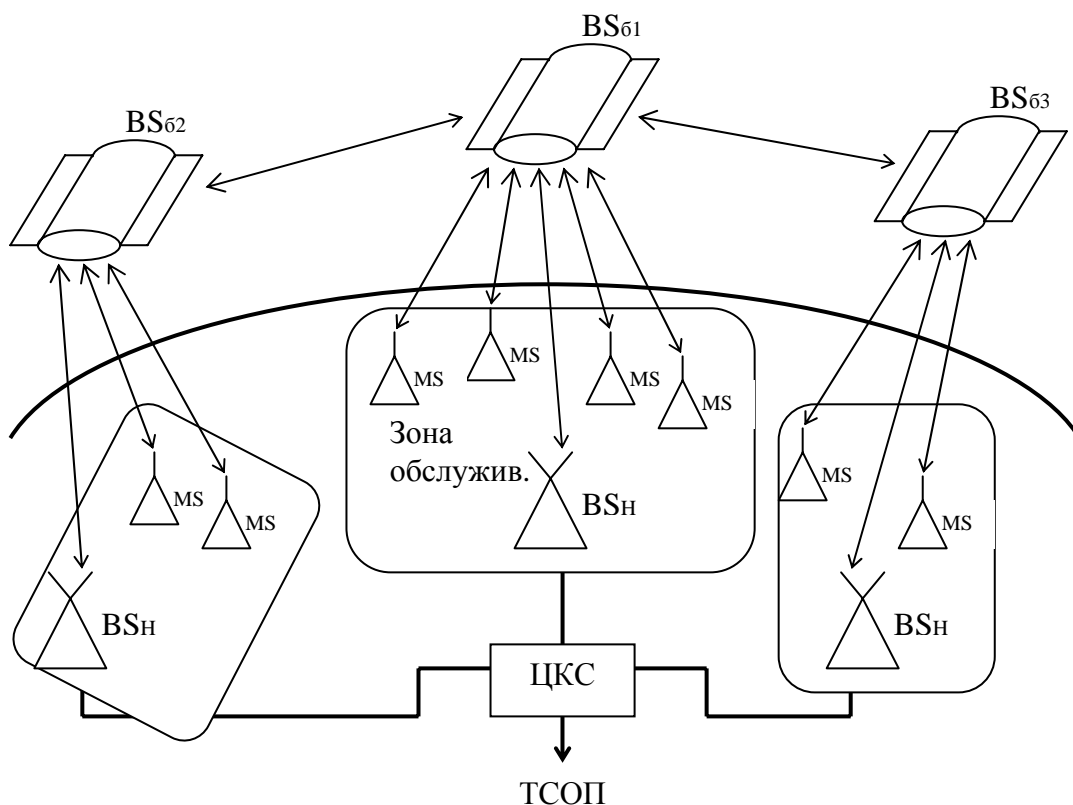 BSб1
BSб2
BSб3
MS
MS
MS
MS
Зона
обслужив.
BSН
MS
MS
BSН
MS
MS
BSН
ЦКС
ТСОП